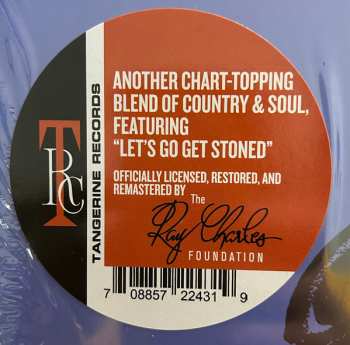 ANOTHER CHART-TOPPING
BLEND OF COUNTRY & SOUL,
FEATURING
“LET’S GO GET STONED”
OFFICIALLY LICENSED, RESTORED, AND
REMASTERED BY
The
Ray Charles
FOUNDATION
TRC
TANGERINE RECORDS
7 08857 22431 9